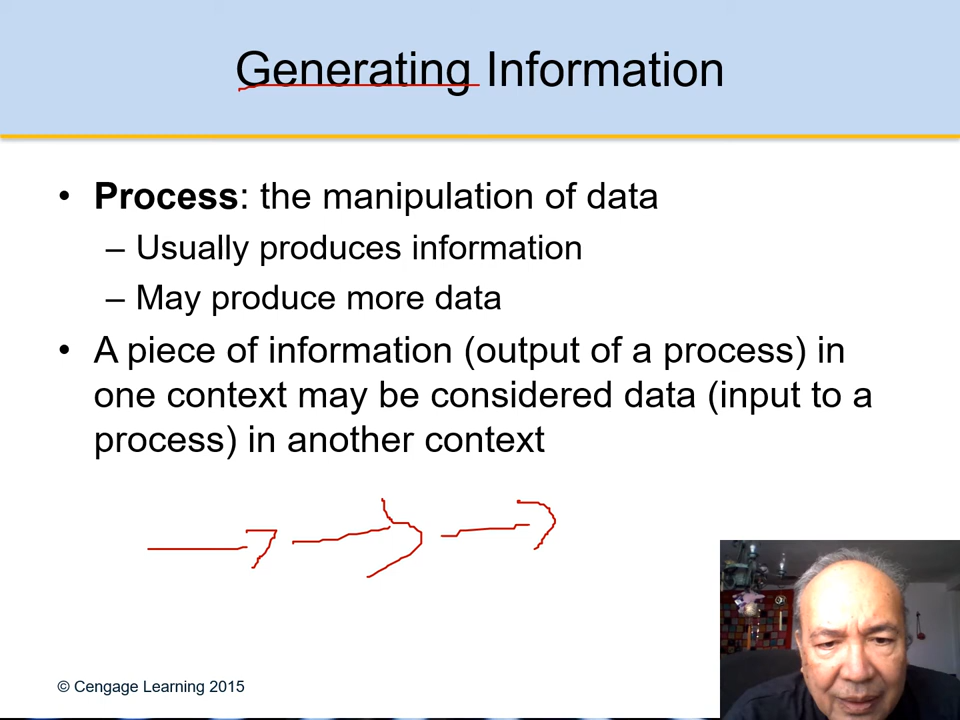 Generating Information
• Process: the manipulation of data
– Usually produces information
– May produce more data
• A piece of information (output of a process) in
one context may be considered data (input to a
process) in another context
© Cengage Learning 2015